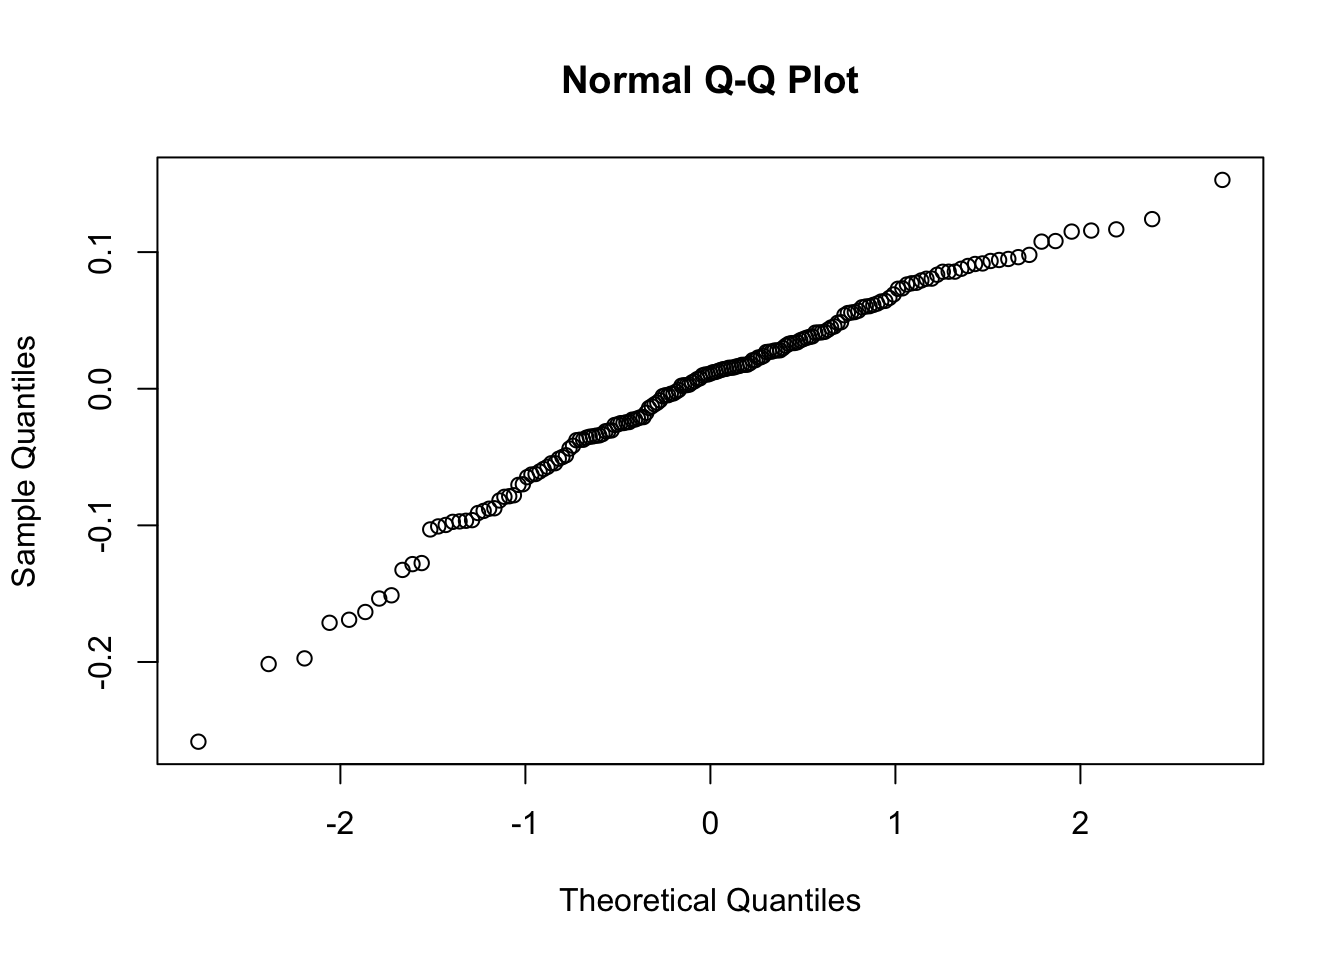 Normal Q-Q Plot
Sample Quantiles
0.1
0.0
-0.1
-0.2
-2 -1 0 1 2
Theoretical Quantiles